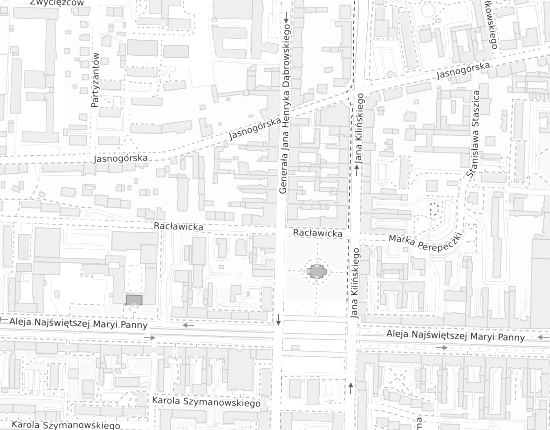 Zwycięzców
Partyzantów
Generała Jana Henryka Dąbrowskiego
Jasnogórska
Jasnogórska
Jasnogórska
Jana Kilińskiego
Stanisława Staszica
Racławicka
Racławicka
Marka Perepeczki
Jana Kilińskiego
Aleja Najświętszej Maryi Panny
Aleja Najświętszej Maryi Panny
Karola Szymanowskiego
Karola Szymanowskiego